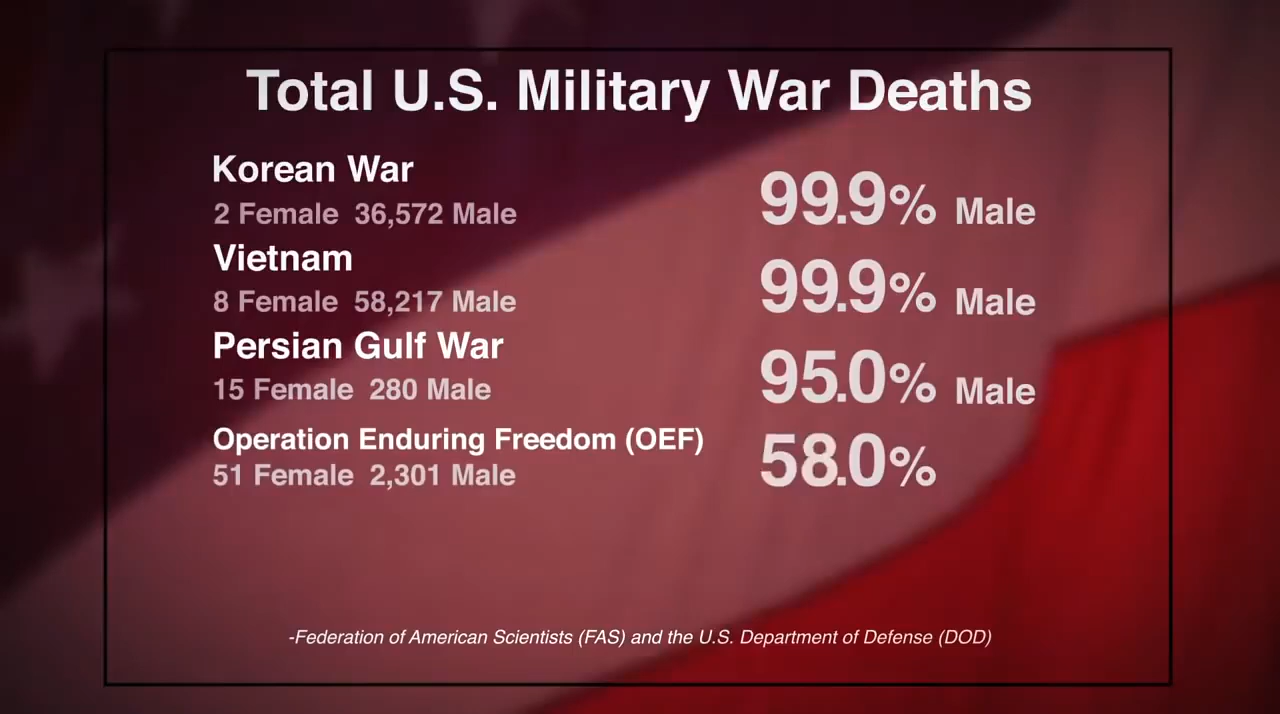 Total U.S. Military War Deaths
Korean War
2 Female 36,572 Male
99.9% Male
Vietnam
8 Female 58,217 Male
99.9% Male
Persian Gulf War
15 Female 280 Male
95.0% Male
Operation Enduring Freedom (OEF)
51 Female 2,301 Male
58.0%
-Federation of American Scientists (FAS) and the U.S. Department of Defense (DOD)